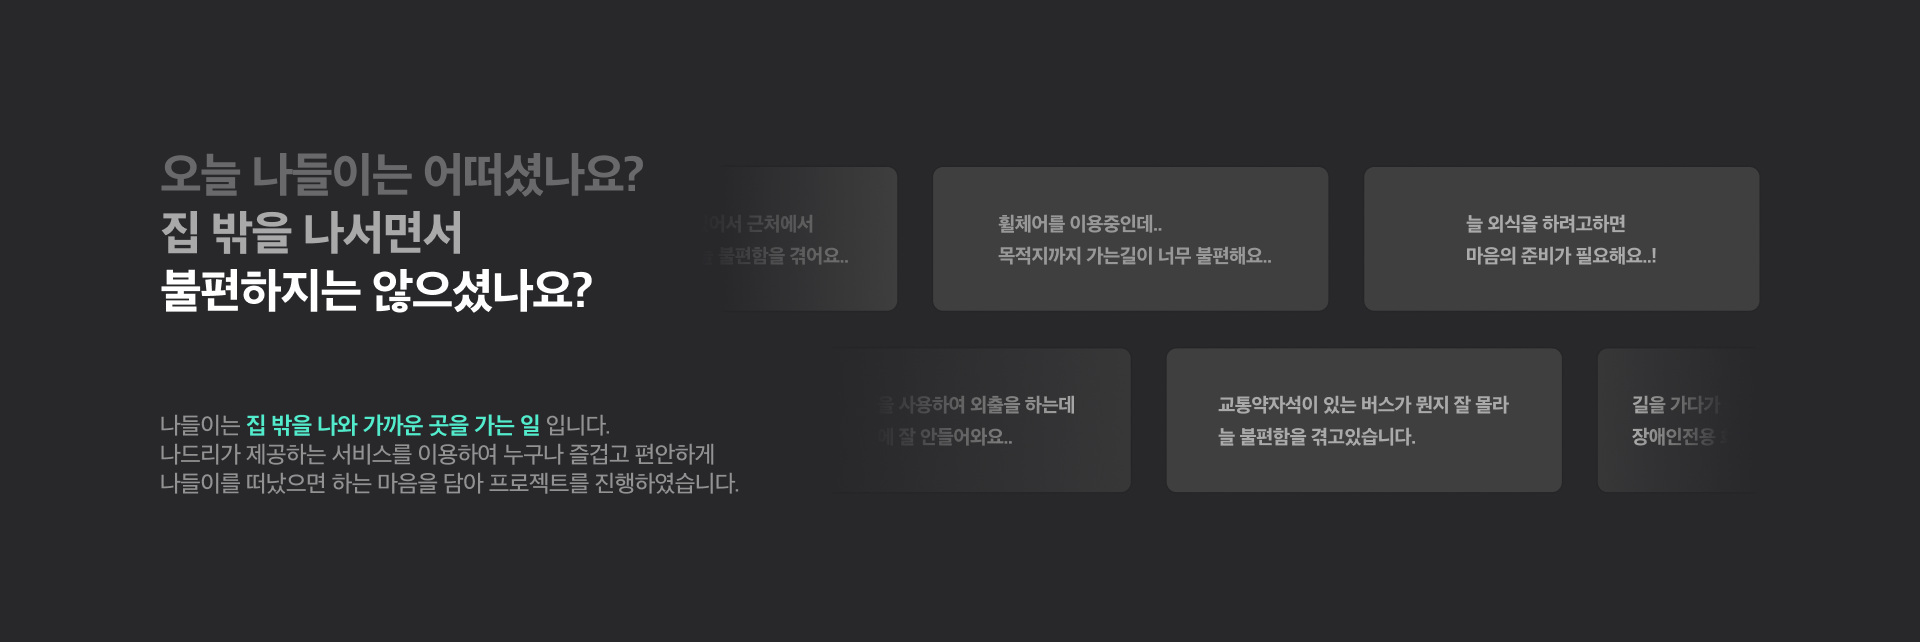 오늘 나들이는 어떠셨나요?
집 밖을 나서면서
불편하지는 않으셨나요?
나들이는 집 밖을 나와 가까운 곳을 가는 일 입니다.
나드리가 제공하는 서비스를 이용하여 누구나 즐겁고 편안하게
나들이를 떠났으면 하는 마음을 담아 프로젝트를 진행하였습니다.
근처에서
불편함을 겪어요..
휠체어를 이용중인데..
목적지까지 가는길이 너무 불편해요..
늘 외식을 하려고하면
마음의 준비가 필요해요..!
사용하여 외출을 하는데
잘 안들어와요..
교통약자석이 있는 버스가 뭔지 잘 몰라
늘 불편함을 겪고있습니다.
길을 가다가
장애인전용